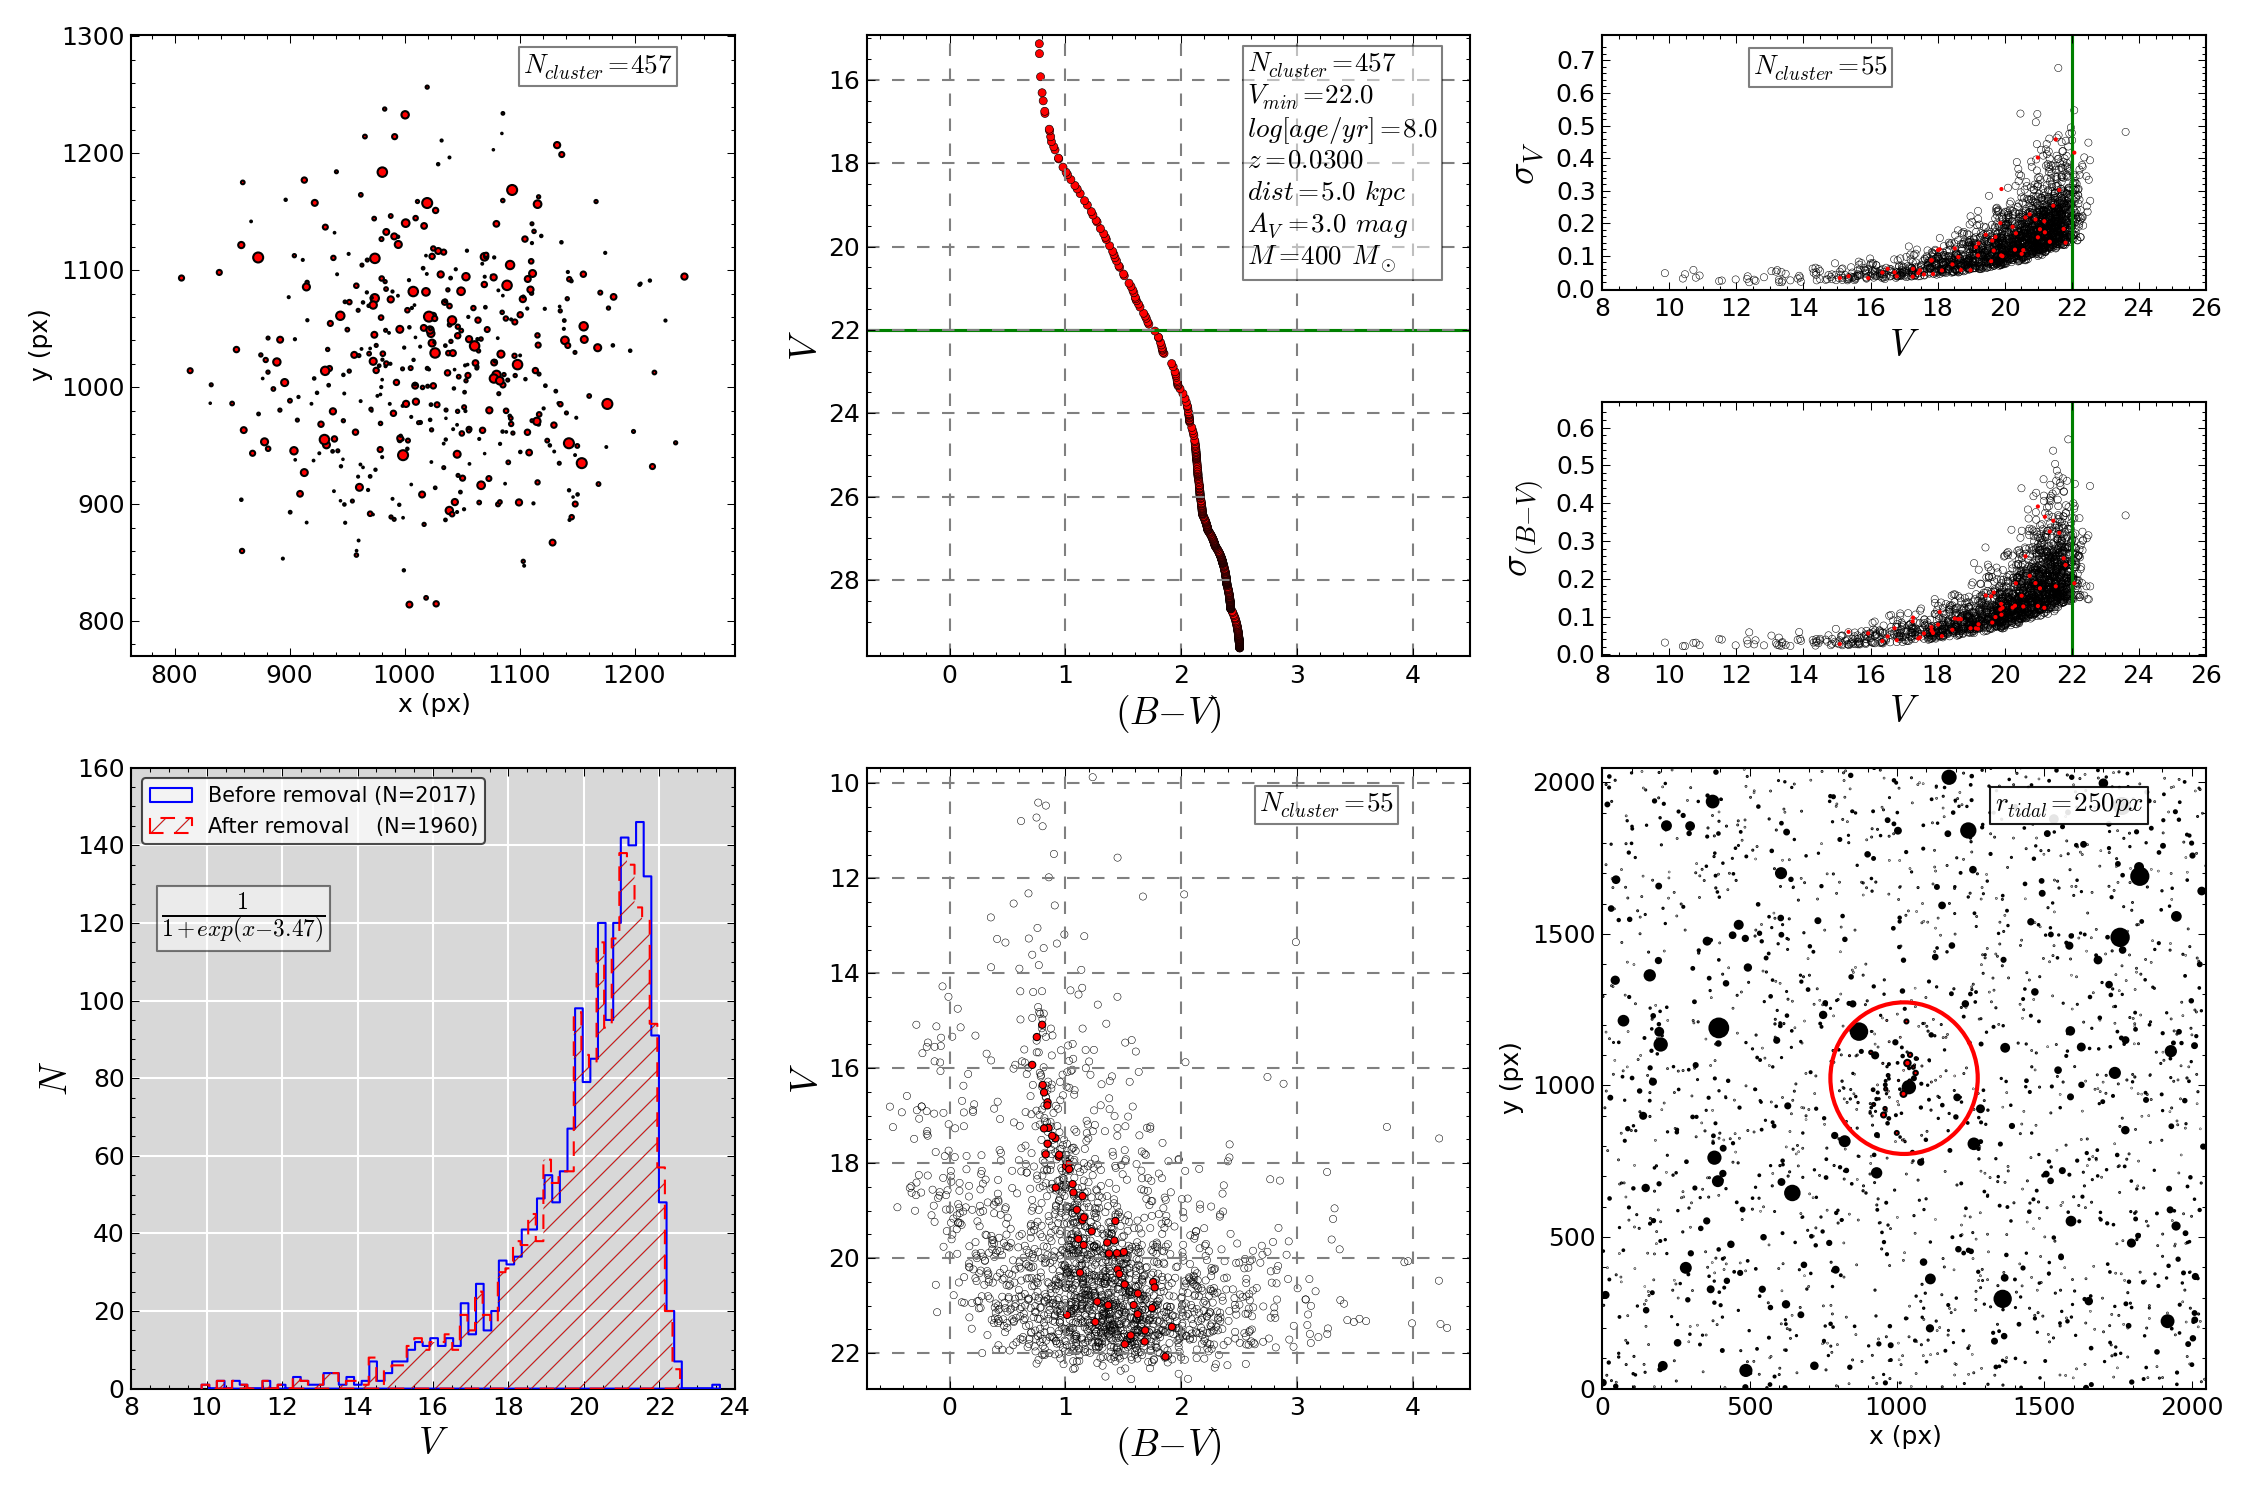 N_cluster=457
1300
1200
1100
1000
900
800
y (px)
800 900 1000 1100 1200
x (px)
N_cluster=457
V_min=22.0
log[age/yr]=8.0
z=0.0300
dist=5.0 kpc
A_V=3.0 mag
M=400 M_⊙
16
18
20
22
24
26
28
V
0 1 2 3 4
(B−V)
N_cluster=55
0.7
0.6
0.5
0.4
0.3
0.2
0.1
0.0
σ_V
8 10 12 14 16 18 20 22 24 26
V
0.6
0.5
0.4
0.3
0.2
0.1
0.0
σ_(B−V)
8 10 12 14 16 18 20 22 24 26
V
160
140
120
100
80
60
40
20
0
N
Before removal (N=2017)
After removal (N=1960)
1
1+exp(x−3.47)
8 10 12 14 16 18 20 22 24
V
N_cluster=55
10
12
14
16
18
20
22
V
0 1 2 3 4
(B−V)
r_tidal=250px
2000
1500
1000
500
0
y (px)
0 500 1000 1500 2000
x (px)